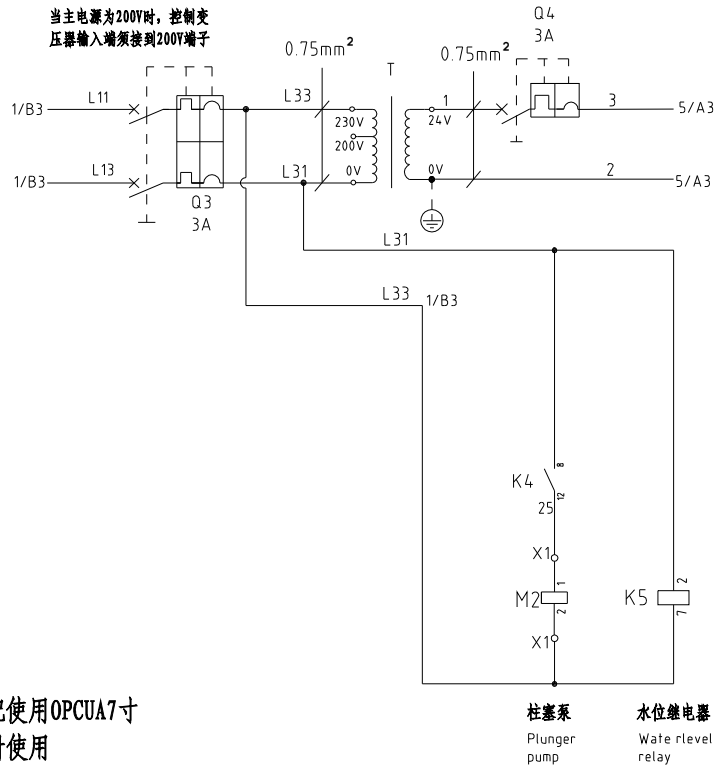 当主电源为200V时，控制变
压器输入端须接到200V端子
Q4
3A
0.75mm²
0.75mm²
T
L11
L33
1
3
1/B3
5/A3
230V
24V
200V
L13
L31
0V
0V
2
1/B3
5/A3
Q3
3A
L31
L33
1/B3
8
K4
12
25
X1
1
2
M2
K5
2
7
X1
使用OPCUA7寸
使用
柱塞泵
水位继电器
Plunger
pump
Wate rlevel
relay